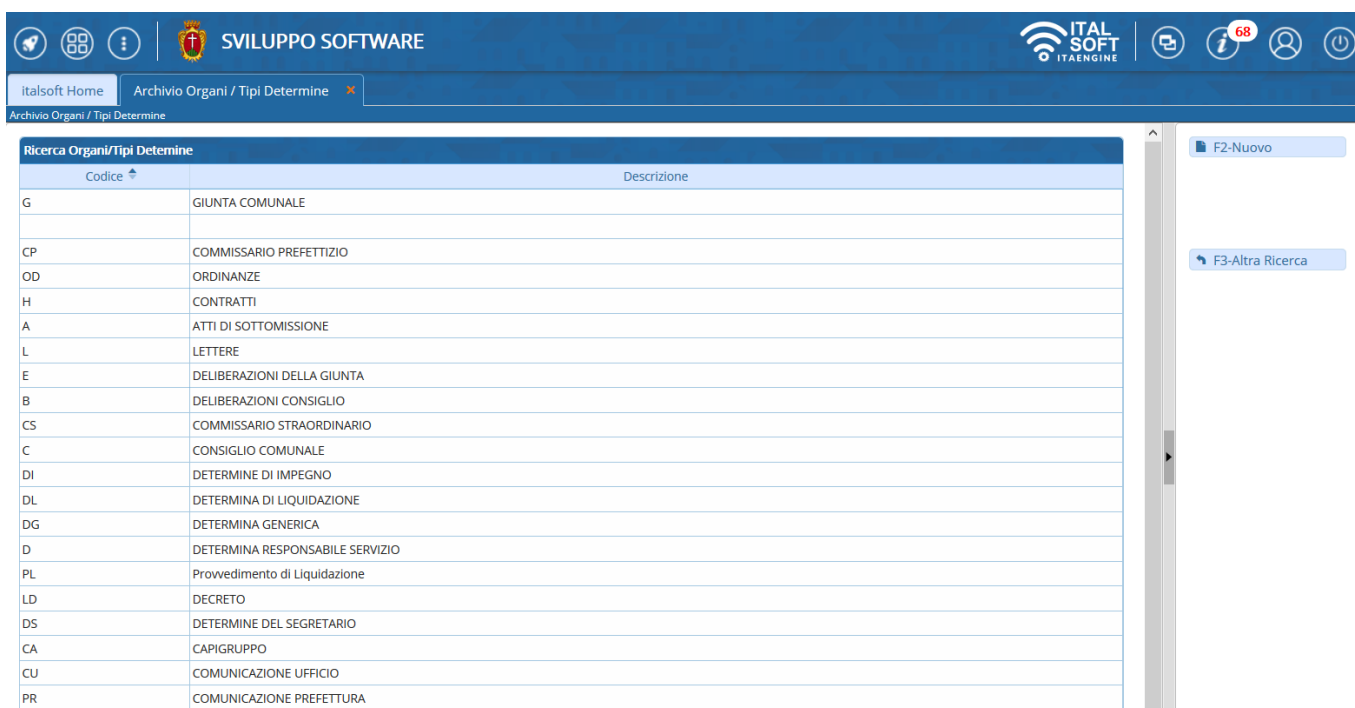 SVILUPPO SOFTWARE
ITAL
SOFT
ITAENGINE
68
italsoft Home
Archivio Organi / Tipi Determine
Archivio Organi / Tipi Determine
Ricerca Organi/Tipi Detemine
Codice Descrizione
G GIUNTA COMUNALE
CP COMMISSARIO PREFETTIZIO
OD ORDINANZE
H CONTRATTI
A ATTI DI SOTTOMISSIONE
L LETTERE
E DELIBERAZIONI DELLA GIUNTA
B DELIBERAZIONI CONSIGLIO
CS COMMISSARIO STRAORDINARIO
C CONSIGLIO COMUNALE
DI DETERMINE DI IMPEGNO
DL DETERMINA DI LIQUIDAZIONE
DG DETERMINA GENERICA
D DETERMINA RESPONSABILE SERVIZIO
PL Provvedimento di Liquidazione
LD DECRETO
DS DETERMINE DEL SEGRETARIO
CA CAPIGRUPPO
CU COMUNICAZIONE UFFICIO
PR COMUNICAZIONE PREFETTURA
F2-Nuovo
F3-Altra Ricerca